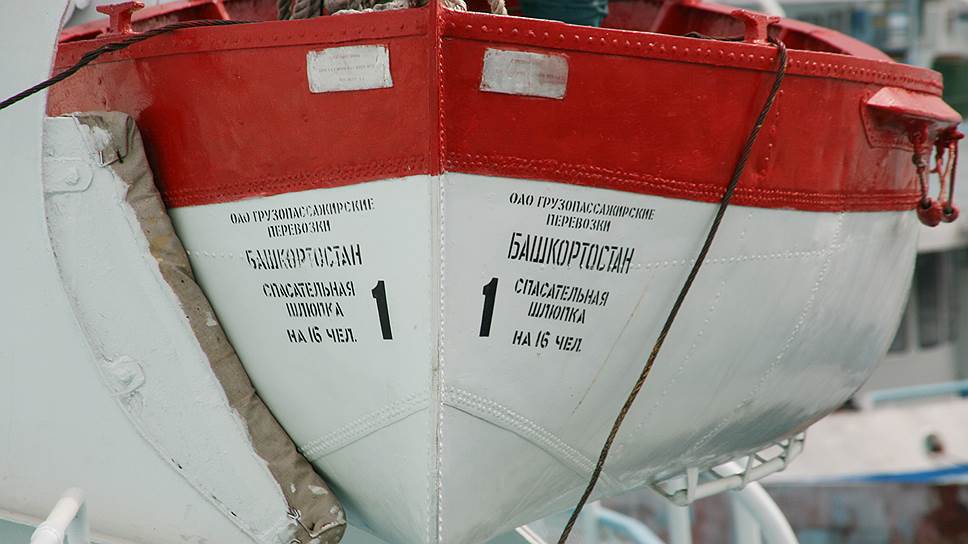 ОАО ГРУЗОПАССАЖИРСКИЕ
ПЕРЕВОЗКИ
БАШКОРТОСТАН
СПАСАТЕЛЬНАЯ
ШЛЮПКА
НА 16 ЧЕЛ.
1
ОАО ГРУЗОПАССАЖИРСКИЕ
ПЕРЕВОЗКИ
БАШКОРТОСТАН
1
СПАСАТЕЛЬНАЯ
ШЛЮПКА
НА 16 ЧЕЛ.